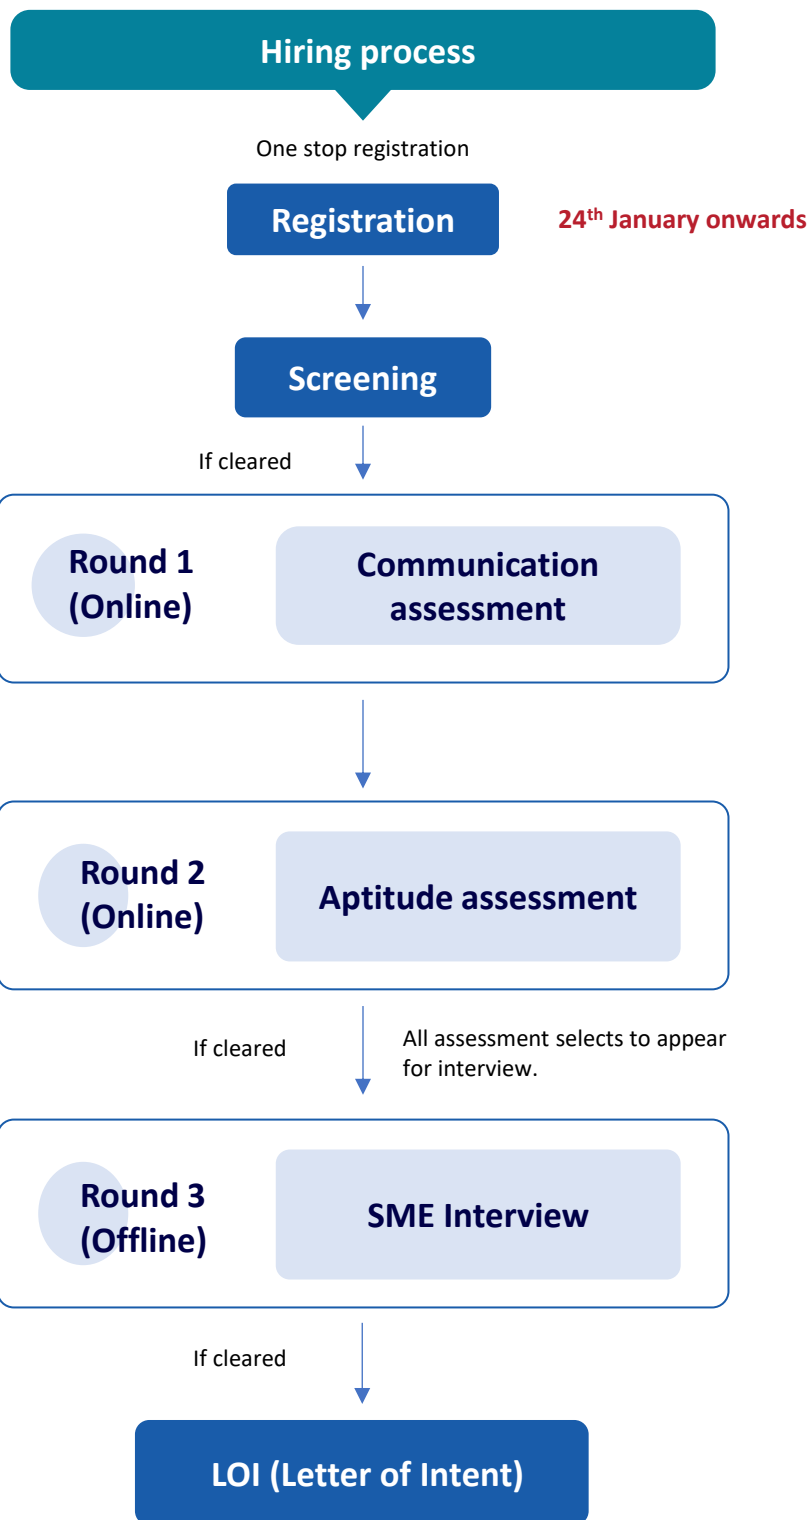 Hiring process
One stop registration
Registration
24th January onwards
Screening
If cleared
Round 1
(Online)
Communication
assessment
Round 2
(Online)
Aptitude assessment
If cleared
All assessment selects to appear
for interview.
Round 3
(Offline)
SME Interview
If cleared
LOI (Letter of Intent)